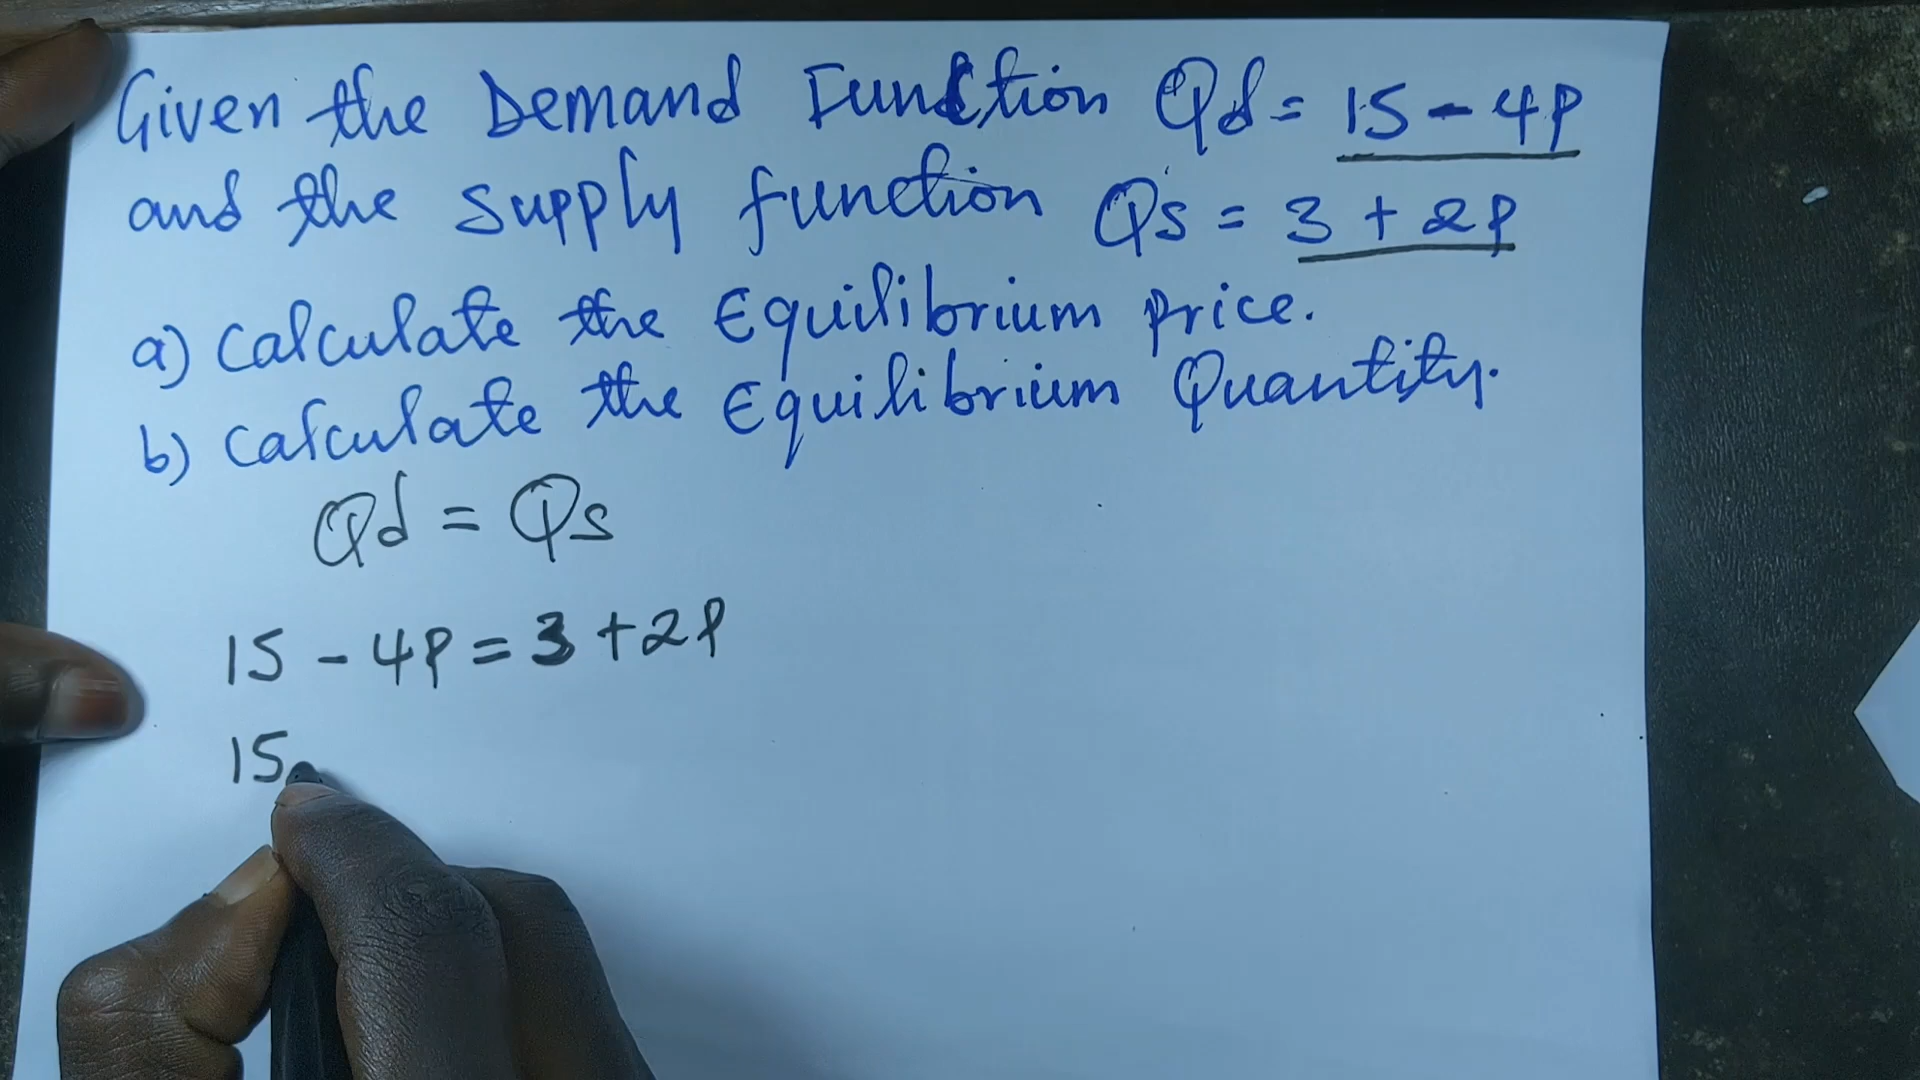 Given the Demand Function Qd = 15 - 4P
and the supply function Qs = 3 + 2P
a) Calculate the Equilibrium price.
b) Calculate the Equilibrium Quantity.
Qd = Qs
15 - 4P = 3 + 2P
15